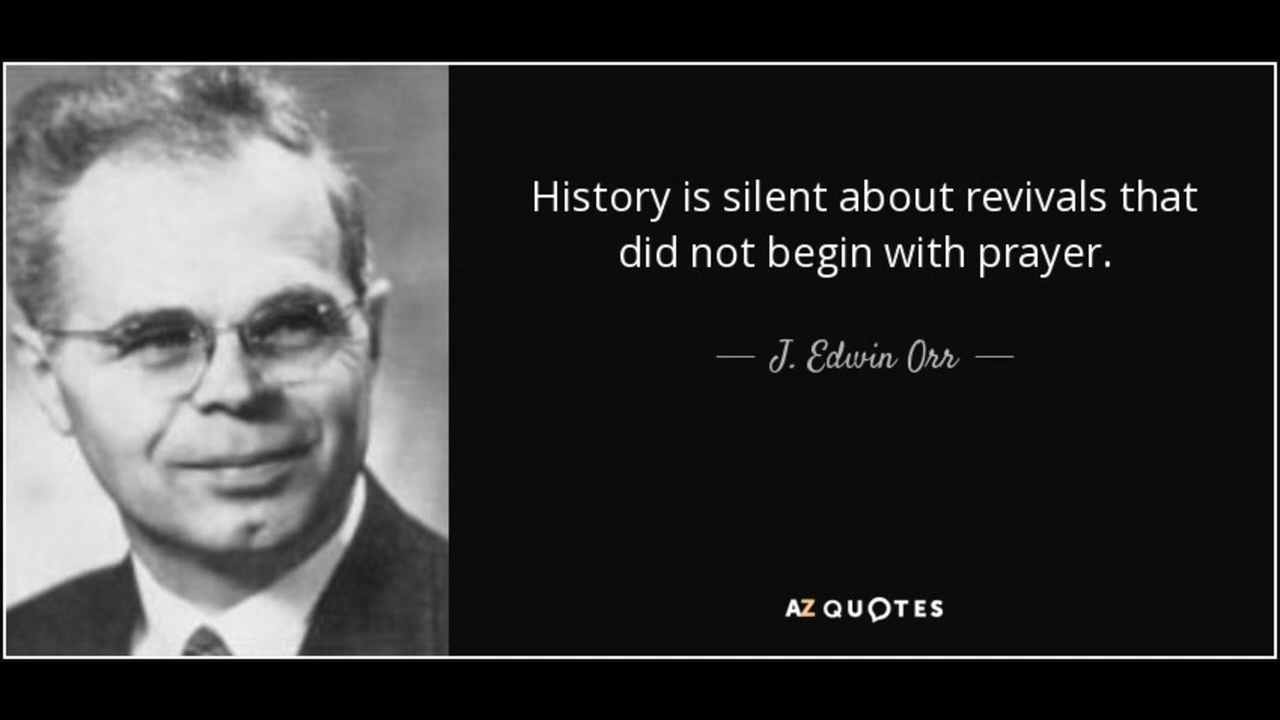 History is silent about revivals that
did not begin with prayer.
— J. Edwin Orr —
AZ QUOTES